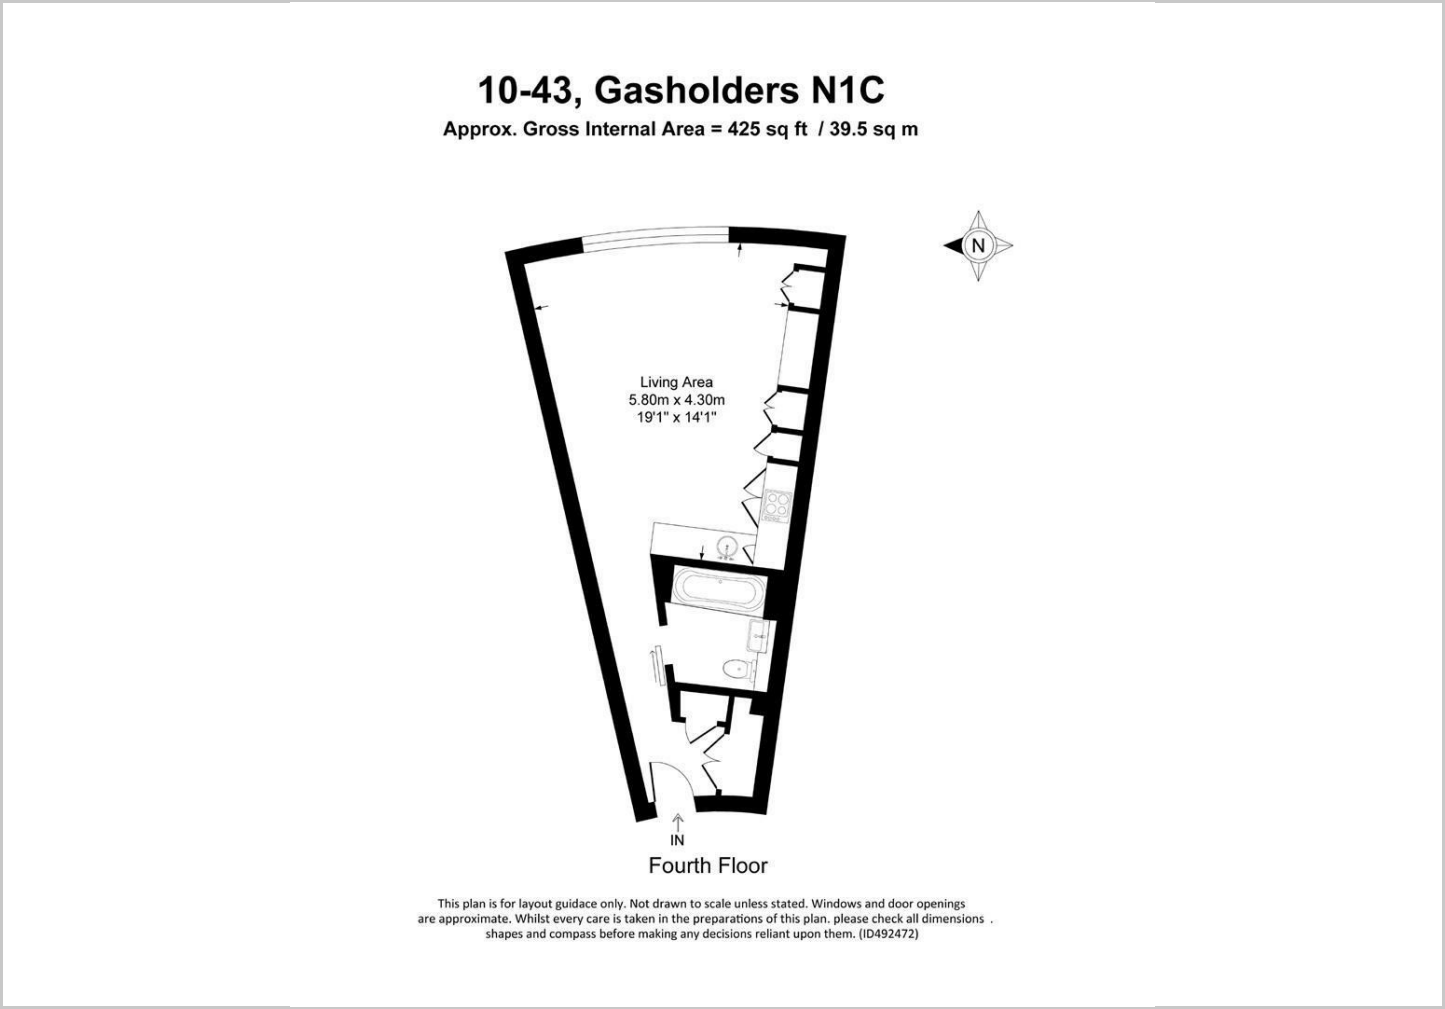 10-43, Gasholders N1C
Approx. Gross Internal Area = 425 sq ft / 39.5 sq m
N
Living Area
5.80m x 4.30m
19'1" x 14'1"
IN
Fourth Floor
This plan is for layout guidace only. Not drawn to scale unless stated. Windows and door openings
are approximate. Whilst every care is taken in the preparations of this plan. please check all dimensions .
shapes and compass before making any decisions reliant upon them. (ID492472)